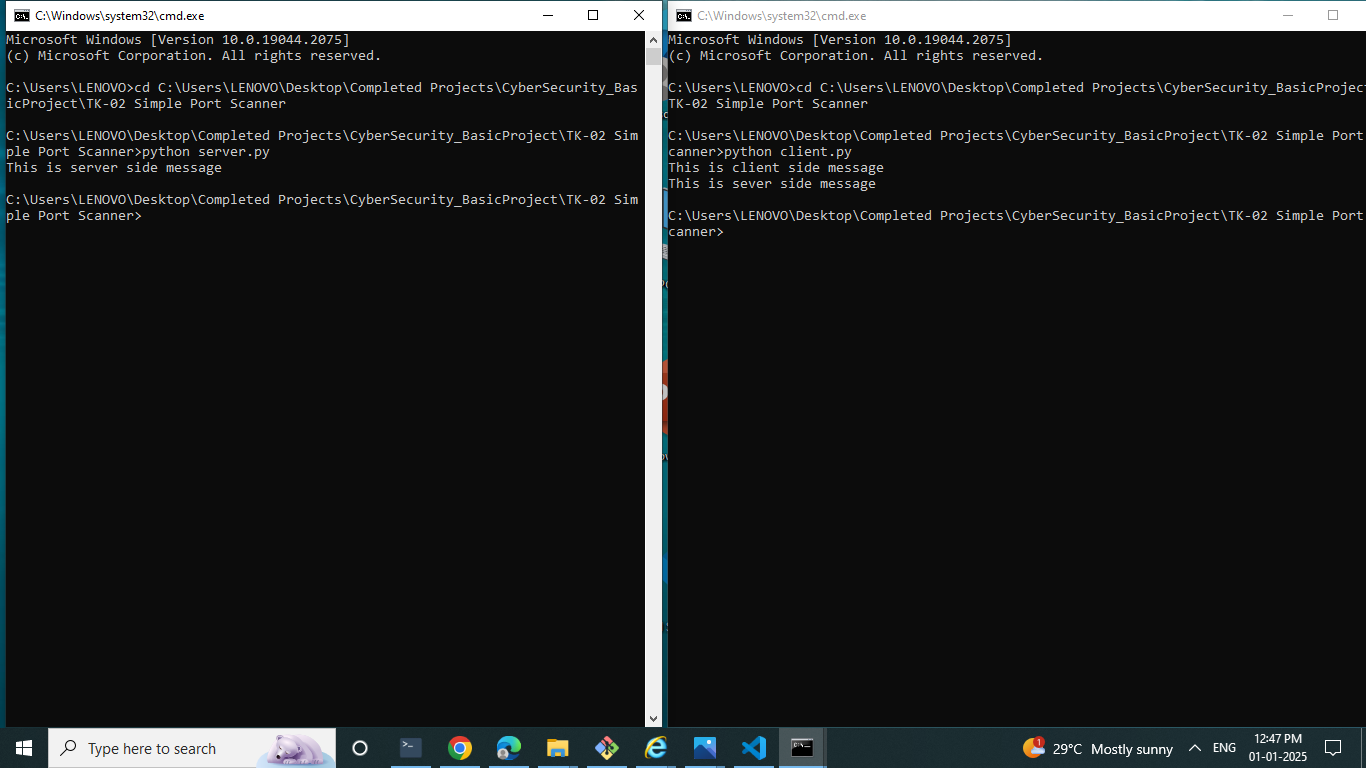 C:\Windows\system32\cmd.exe
Microsoft Windows [Version 10.0.19044.2075]
(c) Microsoft Corporation. All rights reserved.
C:\Users\LENOVO>cd C:\Users\LENOVO\Desktop\Completed Projects\CyberSecurity_Bas
icProject\TK-02 Simple Port Scanner
C:\Users\LENOVO\Desktop\Completed Projects\CyberSecurity_BasicProject\TK-02 Sim
ple Port Scanner>python server.py
This is server side message
C:\Users\LENOVO\Desktop\Completed Projects\CyberSecurity_BasicProject\TK-02 Sim
ple Port Scanner>
C:\Windows\system32\cmd.exe
Microsoft Windows [Version 10.0.19044.2075]
(c) Microsoft Corporation. All rights reserved.
C:\Users\LENOVO>cd C:\Users\LENOVO\Desktop\Completed Projects\CyberSecurity_BasicProjec
TK-02 Simple Port Scanner
C:\Users\LENOVO\Desktop\Completed Projects\CyberSecurity_BasicProject\TK-02 Simple Port
canner>python client.py
This is client side message
This is sever side message
C:\Users\LENOVO\Desktop\Completed Projects\CyberSecurity_BasicProject\TK-02 Simple Port
canner>
Type here to search
1
29°C Mostly sunny
ENG
12:47 PM
01-01-2025